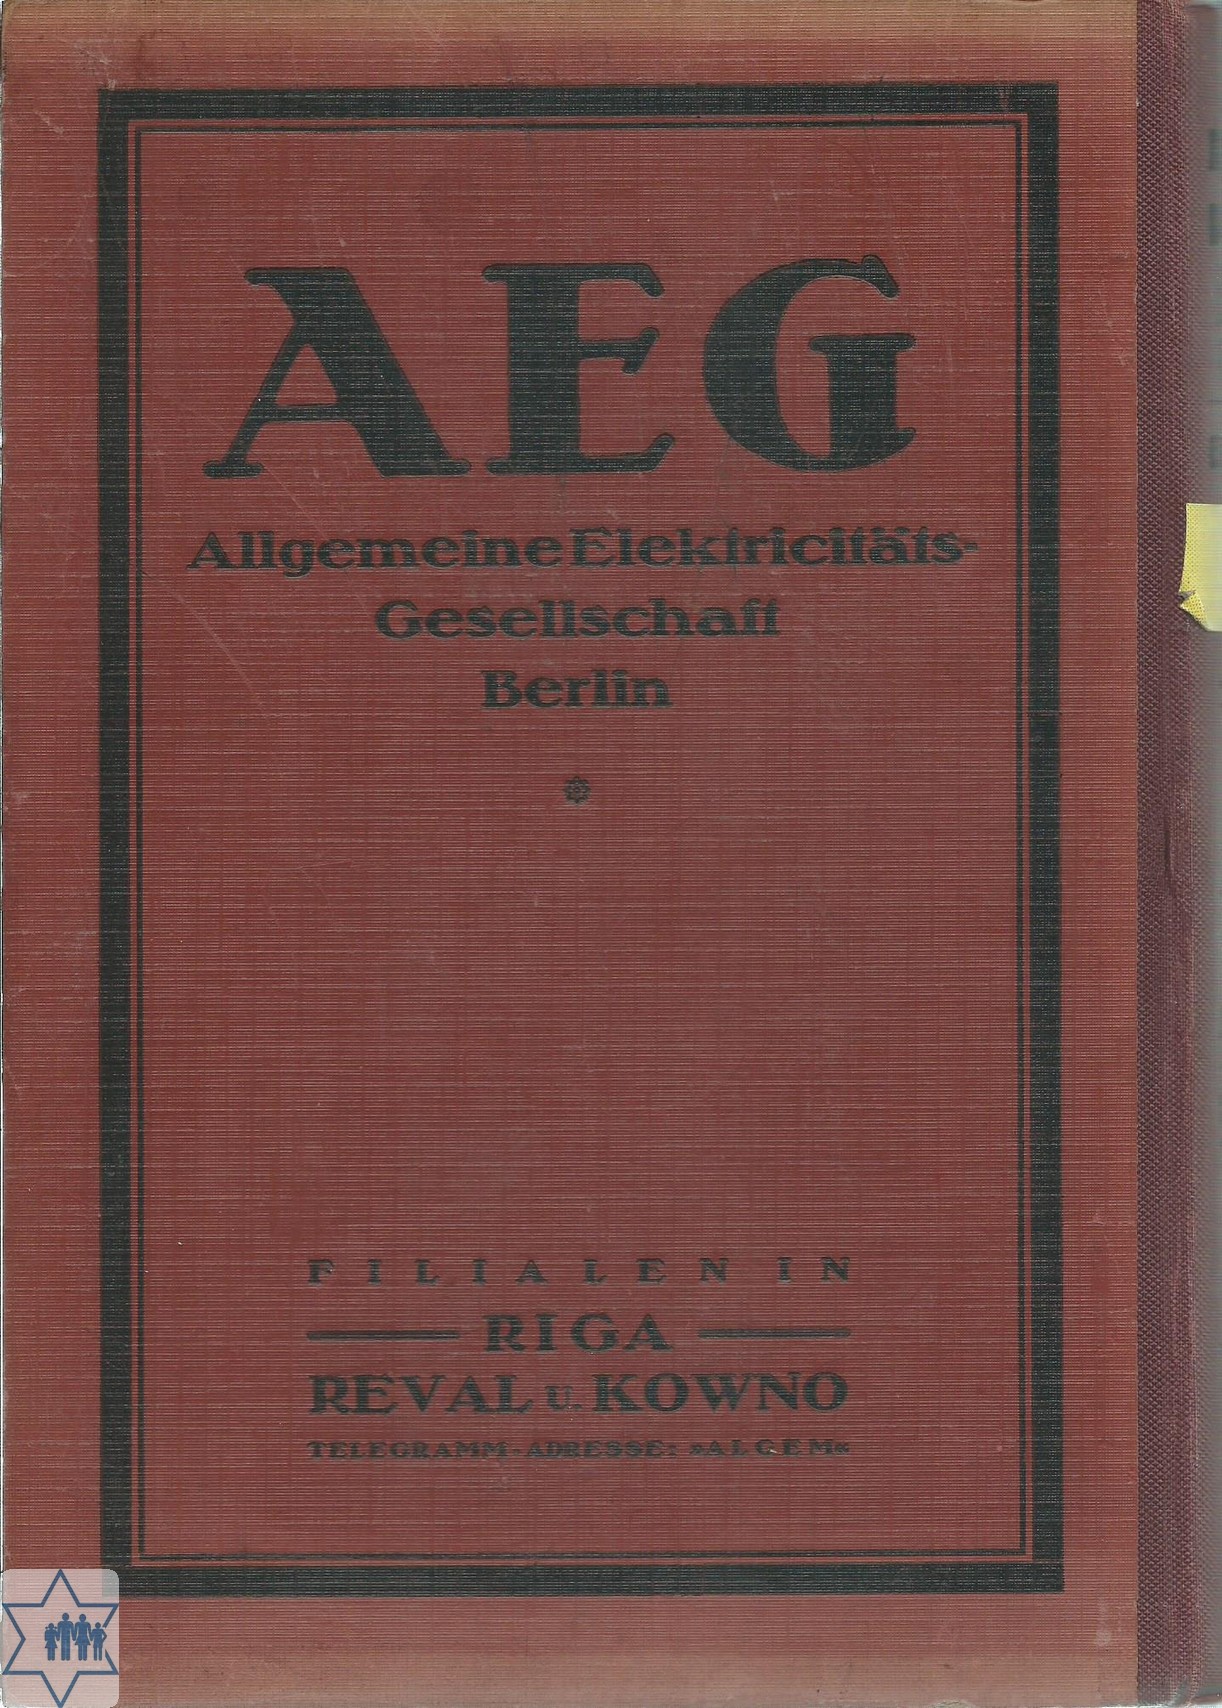 AEG
Allgemeine Elektricitäts-
Gesellschaft
Berlin
FILIALEN IN
RIGA
REVAL U. KOWNO
TELEGRAMM-ADRESSE: »ALGEM«